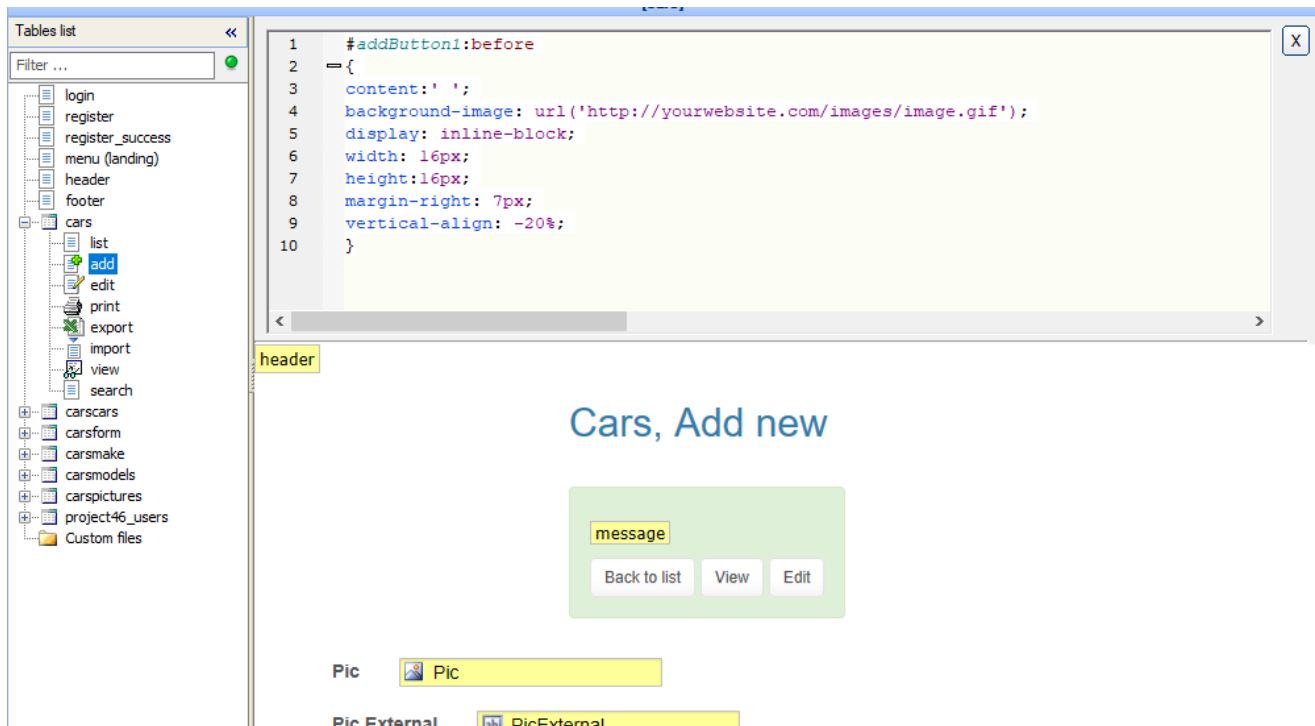 Tables list «
Filter ...
login
register
register_success
menu (landing)
header
footer
cars
list
add
edit
print
export
import
view
search
carscars
carsform
carsmake
carsmodels
carspictures
project46_users
Custom files
1 #addButton1:before
2 {
3 content:' ';
4 background-image: url('http://yourwebsite.com/images/image.gif');
5 display: inline-block;
6 width: 16px;
7 height:16px;
8 margin-right: 7px;
9 vertical-align: -20%;
10 }
X
header
Cars, Add new
message
Back to list View Edit
Pic Pic
Pic External PicExternal